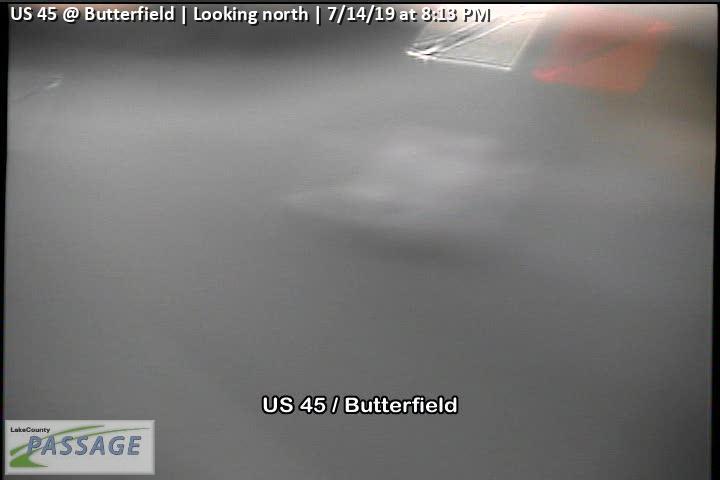 US 45 @ Butterfield | Looking north | 7/14/19 at 8:13 PM
US 45 / Butterfield
LakeCounty
PASSAGE